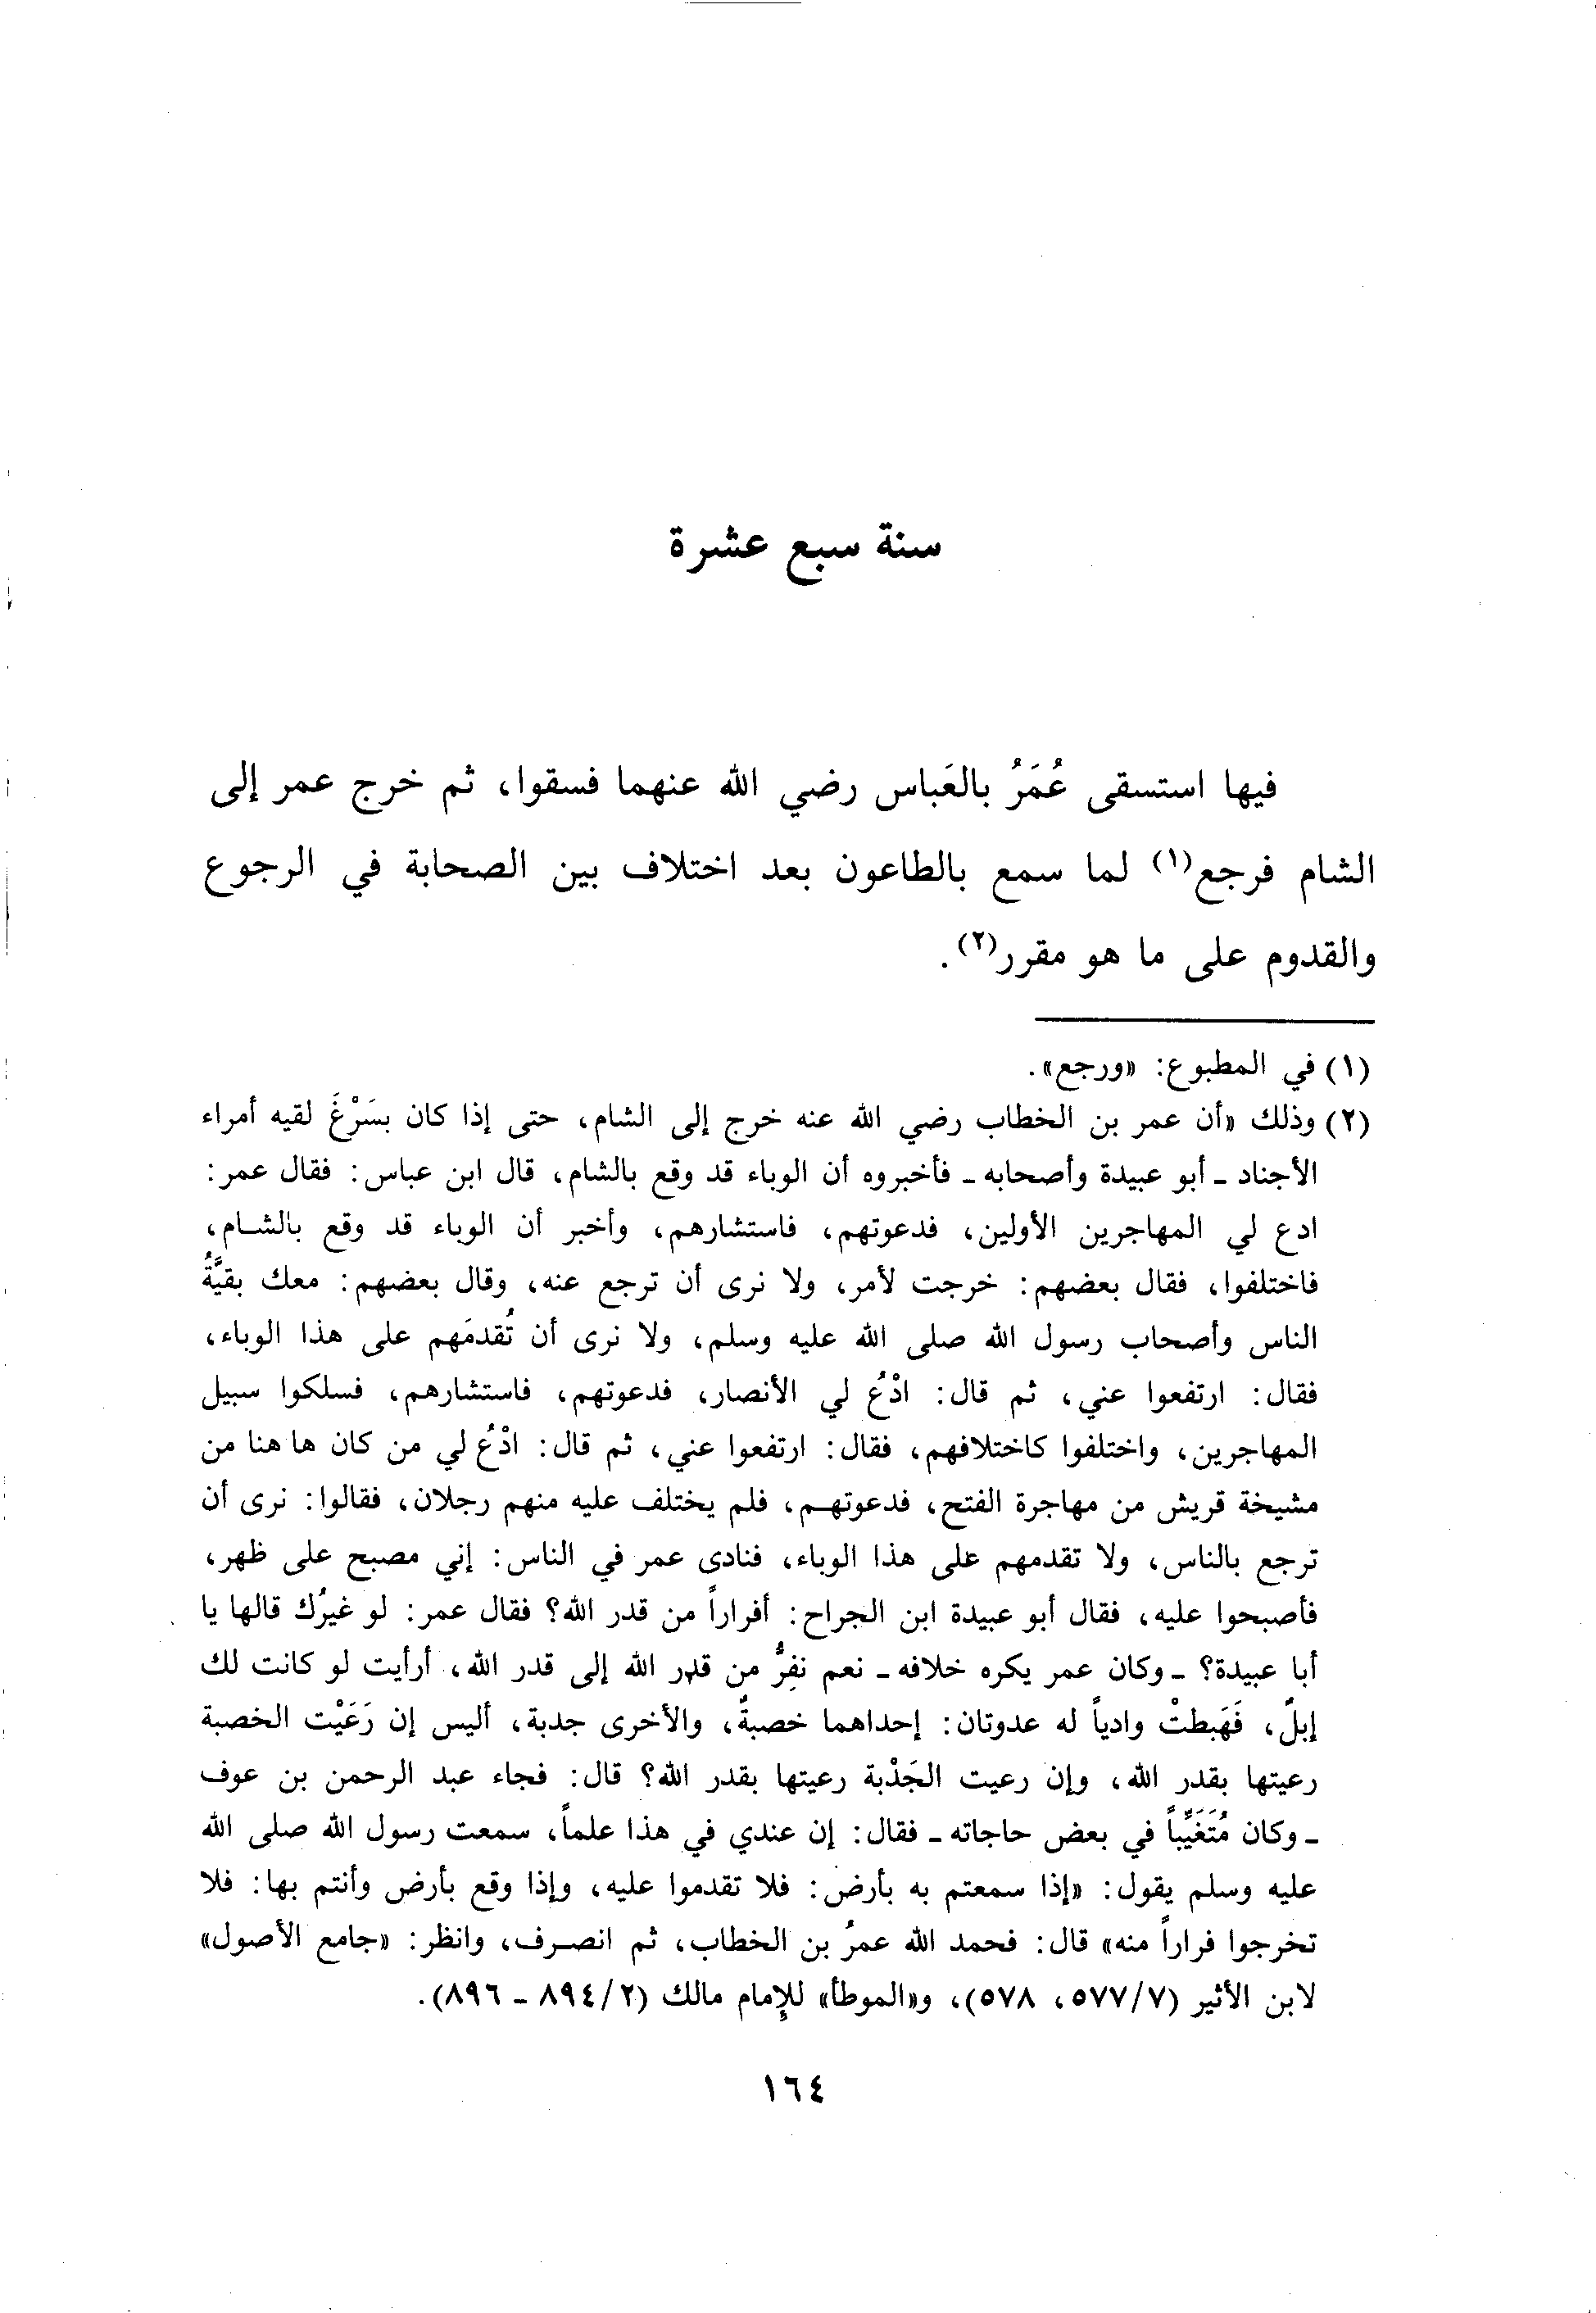 سنة سبع عشرة
فيها استسقى عُمَرُ بالعَباس رضي الله عنهما فسقوا، ثم خرج عمر إلى
الشام فرجع(١) لما سمع بالطاعون بعد اختلاف بين الصحابة في الرجوع
والقدوم على ما هو مقرر(٢).
(١) في المطبوع: «ورجع».
(٢) وذلك «أن عمر بن الخطاب رضي الله عنه خرج إلى الشام، حتى إذا كان بسَرْغَ لقيه أمراء
الأجناد ـ أبو عبيدة وأصحابه ـ فأخبروه أن الوباء قد وقع بالشام، قال ابن عباس: فقال عمر:
ادع لي المهاجرين الأولين، فدعوتهم، فاستشارهم، وأخبر أن الوباء قد وقع بالشام،
فاختلفوا، فقال بعضهم: خرجت لأمر، ولا نرى أن ترجع عنه، وقال بعضهم: معك بقيَّةُ
الناس وأصحاب رسول الله صلى الله عليه وسلم، ولا نرى أن تُقدمَهم على هذا الوباء،
فقال: ارتفعوا عني، ثم قال: ادْعُ لي الأنصار، فدعوتهم، فاستشارهم، فسلكوا سبيل
المهاجرين، واختلفوا كاختلافهم، فقال: ارتفعوا عني، ثم قال: ادْعُ لي من كان ها هنا من
مشيخة قريش من مهاجرة الفتح، فدعوتهم، فلم يختلف عليه منهم رجلان، فقالوا: نرى أن
ترجع بالناس، ولا تقدمهم على هذا الوباء، فنادى عمر في الناس: إني مصبح على ظهر،
فأصبحوا عليه، فقال أبو عبيدة ابن الجراح: أفراراً من قدر الله؟ فقال عمر: لو غيرُك قالها يا
أبا عبيدة؟ ـ وكان عمر يكره خلافه ـ نعم نفِرُّ من قدر الله إلى قدر الله، أرأيت لو كانت لك
إبلٌ، فَهَبطتْ وادياً له عدوتان: إحداهما خصبةٌ، والأخرى جدبة، أليس إن رَعَيْت الخصبة
رعيتها بقدر الله، وإن رعيت الجَدْبة رعيتها بقدر الله؟ قال: فجاء عبد الرحمن بن عوف
ـ وكان مُتَغَيِّباً في بعض حاجاته ـ فقال: إن عندي في هذا علماً، سمعت رسول الله صلى الله
عليه وسلم يقول: «إذا سمعتم به بأرض: فلا تقدموا عليه، وإذا وقع بأرض وأنتم بها: فلا
تخرجوا فراراً منه» قال: فحمد الله عمرُ بن الخطاب، ثم انصرف، وانظر: «جامع الأصول»
لابن الأثير (٥٧٧/٧، ٥٧٨)، و«الموطأ» للإمام مالك (٨٩٤/٢ ـ ٨٩٦).
١٦٤